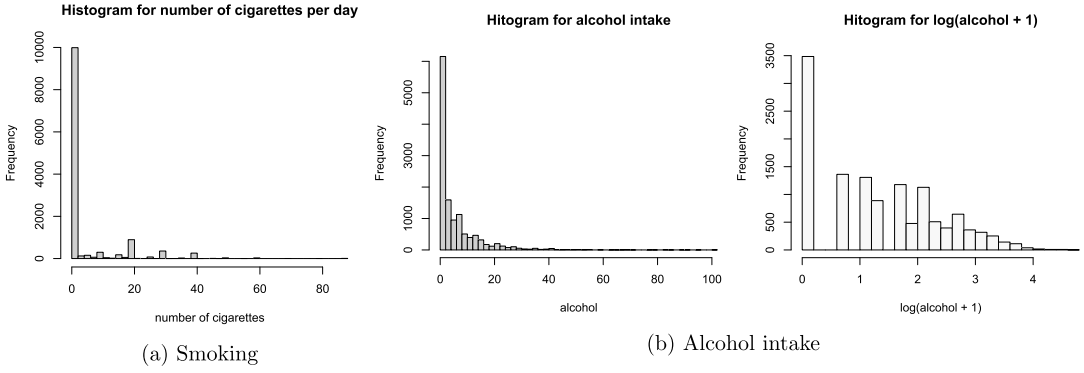 Histogram for number of cigarettes per day
Frequency
10000
8000
6000
4000
2000
0
0 20 40 60 80
number of cigarettes
(a) Smoking
Hitogram for alcohol intake
Frequency
5000
3000
1000
0
0 20 40 60 80 100
alcohol
Hitogram for log(alcohol + 1)
Frequency
3500
2500
1500
500
0
0 1 2 3 4
log(alcohol + 1)
(b) Alcohol intake